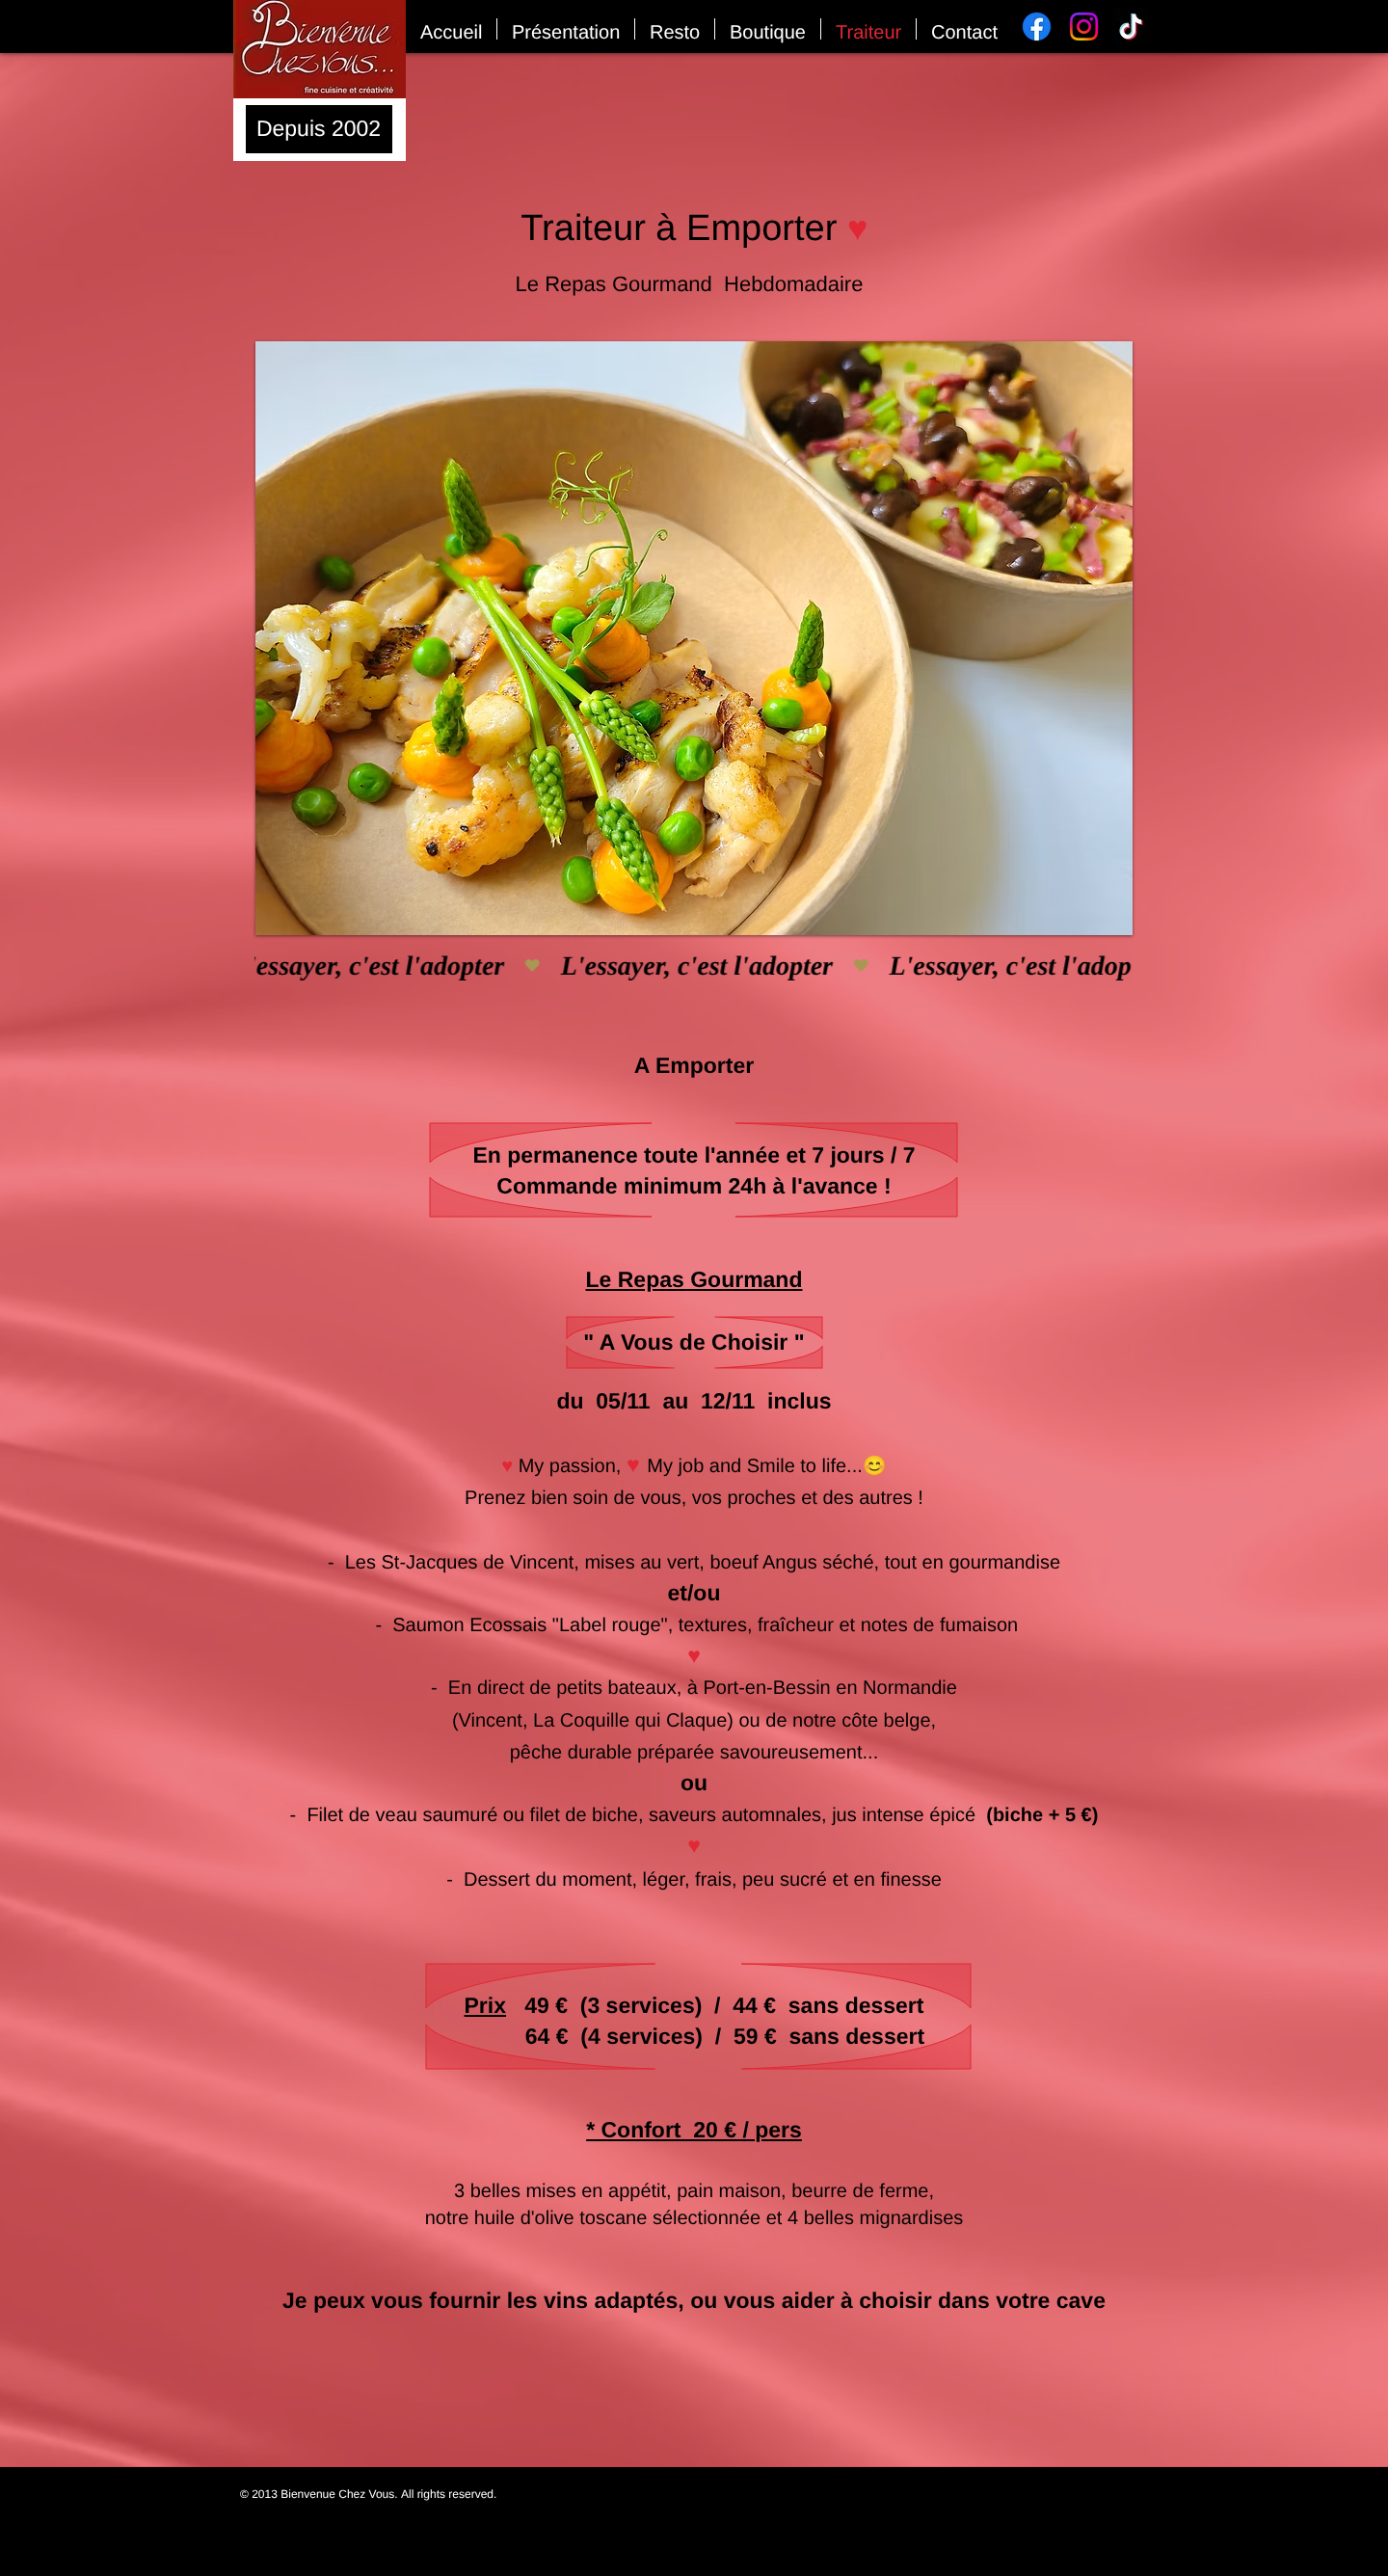 Bienvenue
Chez vous...
fine cuisine et créativité
Depuis 2002
Accueil
Présentation
Resto
Boutique
Traiteur
Contact
Traiteur à Emporter ♥
Le Repas Gourmand  Hebdomadaire
'essayer, c'est l'adopter ♥ L'essayer, c'est l'adopter ♥ L'essayer, c'est l'adop
A Emporter
En permanence toute l'année et 7 jours / 7
Commande minimum 24h à l'avance !
Le Repas Gourmand
" A Vous de Choisir "
du  05/11  au  12/11  inclus
♥ My passion, ♥ My job and Smile to life...😊
Prenez bien soin de vous, vos proches et des autres !
-  Les St-Jacques de Vincent, mises au vert, boeuf Angus séché, tout en gourmandise
et/ou
-  Saumon Ecossais "Label rouge", textures, fraîcheur et notes de fumaison
♥
-  En direct de petits bateaux, à Port-en-Bessin en Normandie
(Vincent, La Coquille qui Claque) ou de notre côte belge,
pêche durable préparée savoureusement...
ou
-  Filet de veau saumuré ou filet de biche, saveurs automnales, jus intense épicé  (biche + 5 €)
♥
-  Dessert du moment, léger, frais, peu sucré et en finesse
Prix   49 €  (3 services)  /  44 €  sans dessert
64 €  (4 services)  /  59 €  sans dessert
* Confort  20 € / pers
3 belles mises en appétit, pain maison, beurre de ferme,
notre huile d'olive toscane sélectionnée et 4 belles mignardises
Je peux vous fournir les vins adaptés, ou vous aider à choisir dans votre cave
© 2013 Bienvenue Chez Vous. All rights reserved.